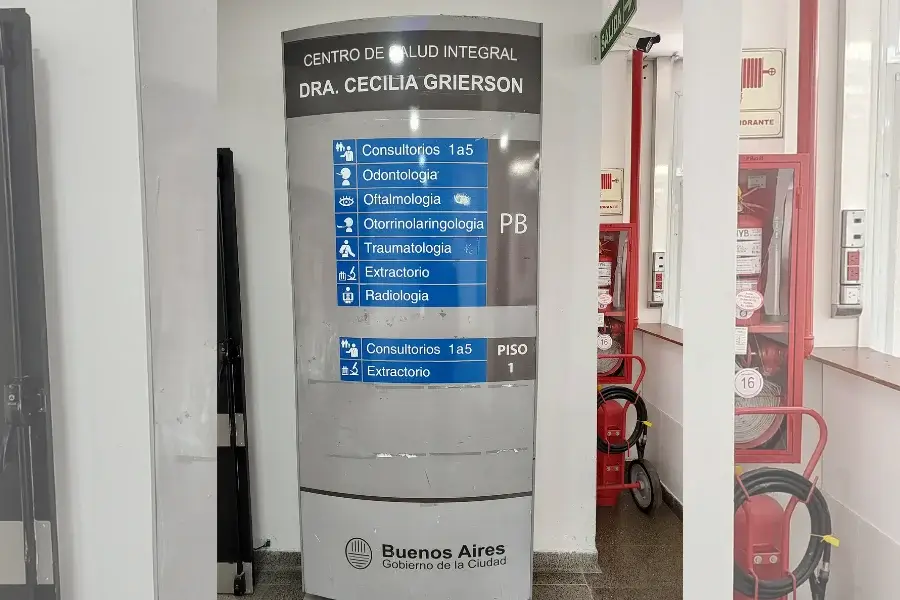 SALIDA
CENTRO DE SALUD INTEGRAL
DRA. CECILIA GRIERSON
Consultorios 1a5
Odontologia
Oftalmologia
Otorrinolaringologia
Traumatologia
Extractorio
Radiologia
PB
Consultorios 1a5
Extractorio
PISO
1
Buenos Aires
Gobierno de la Ciudad
16
16